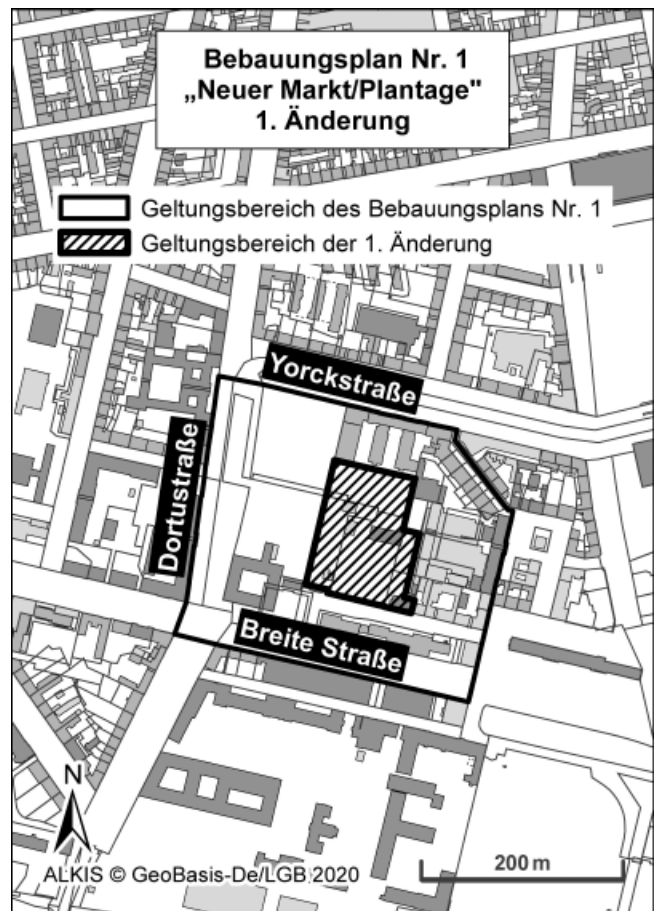 Bebauungsplan Nr. 1
„Neuer Markt/Plantage"
1. Änderung
Geltungsbereich des Bebauungsplans Nr. 1
Geltungsbereich der 1. Änderung
Yorckstraße
Dortustraße
Breite Straße
N
200 m
ALKIS © GeoBasis-De/LGB 2020